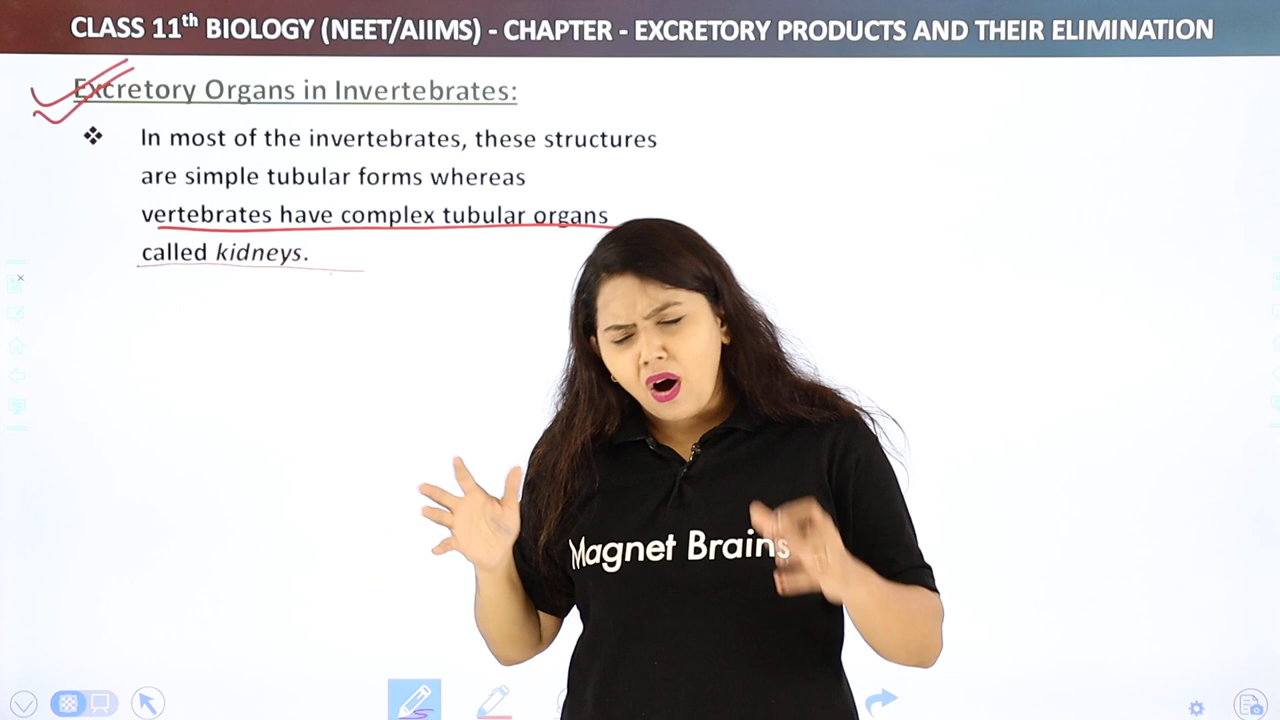 CLASS 11th BIOLOGY (NEET/AIIMS) - CHAPTER - EXCRETORY PRODUCTS AND THEIR ELIMINATION
Excretory Organs in Invertebrates:
❖ In most of the invertebrates, these structures
are simple tubular forms whereas
vertebrates have complex tubular organs
called kidneys.
Magnet Brains